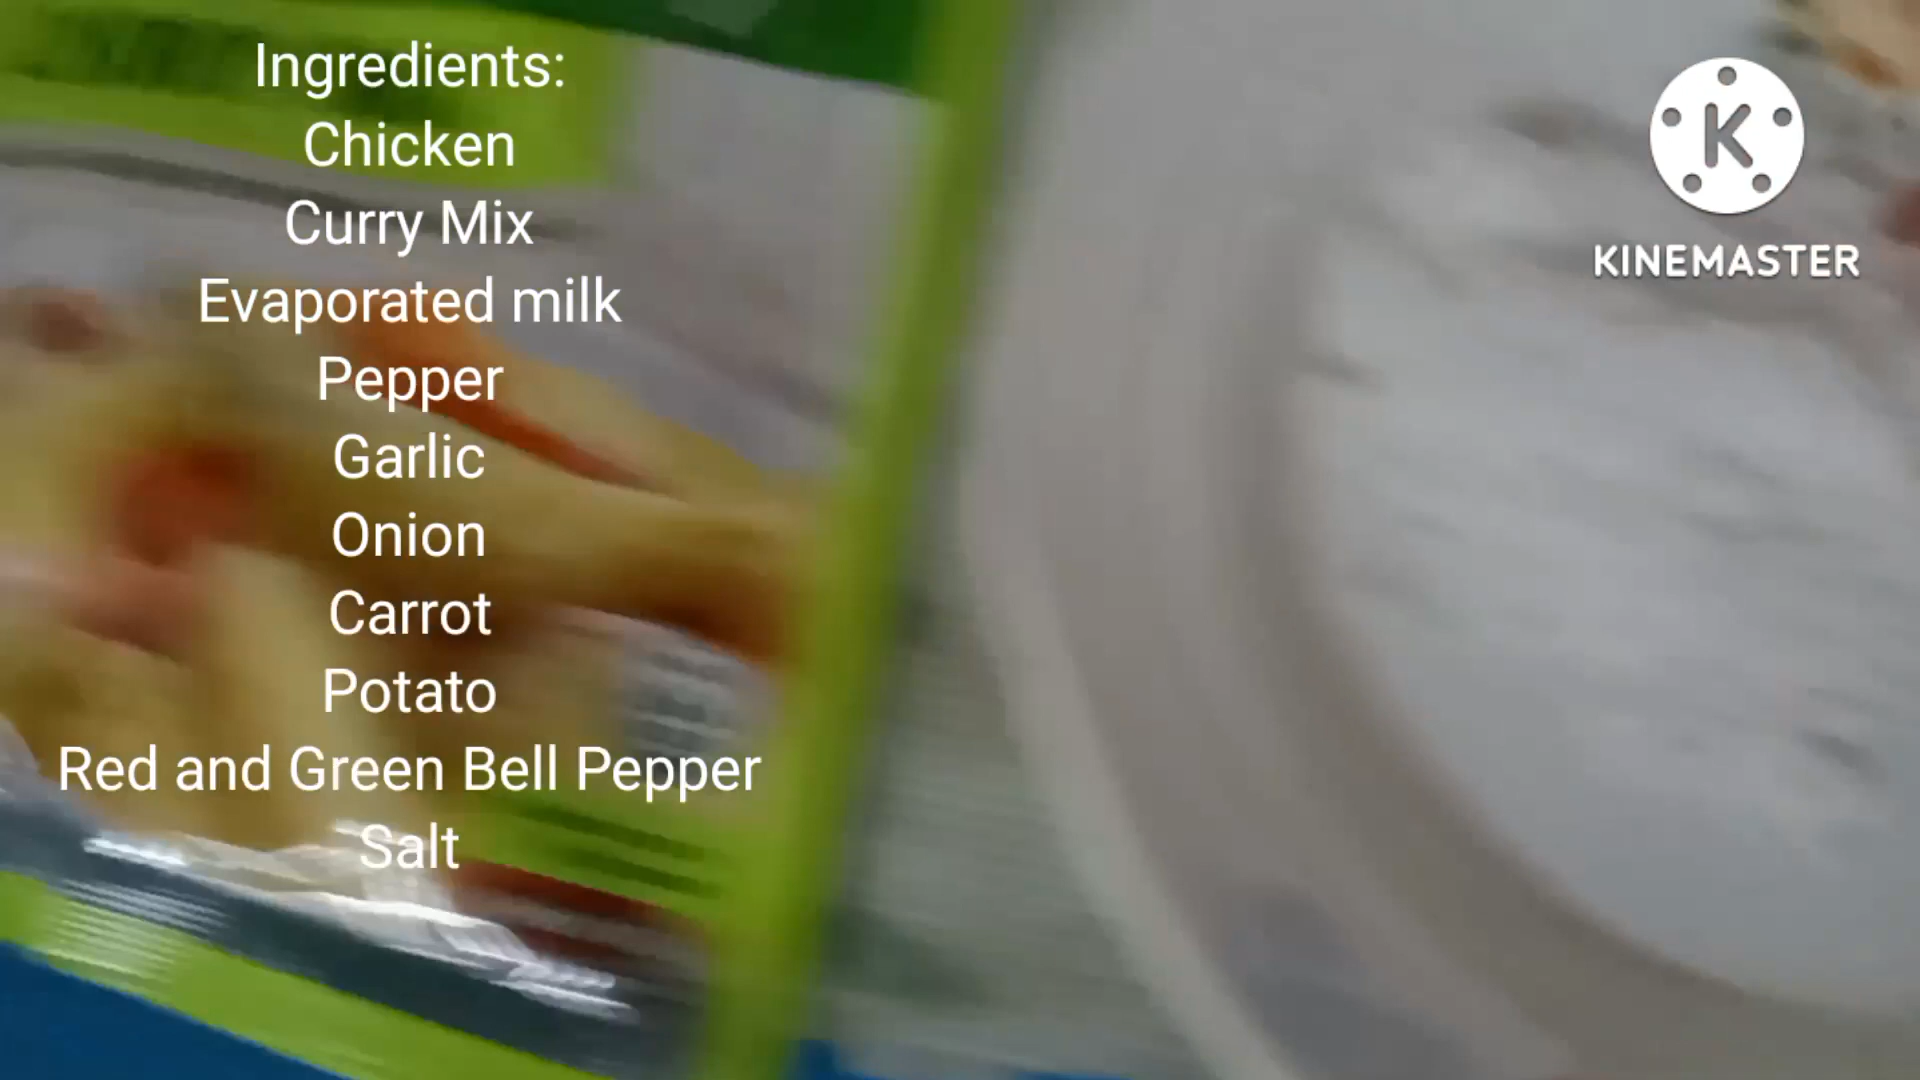 Ingredients:
Chicken
Curry Mix
Evaporated milk
Pepper
Garlic
Onion
Carrot
Potato
Red and Green Bell Pepper
Salt
K
KINEMASTER